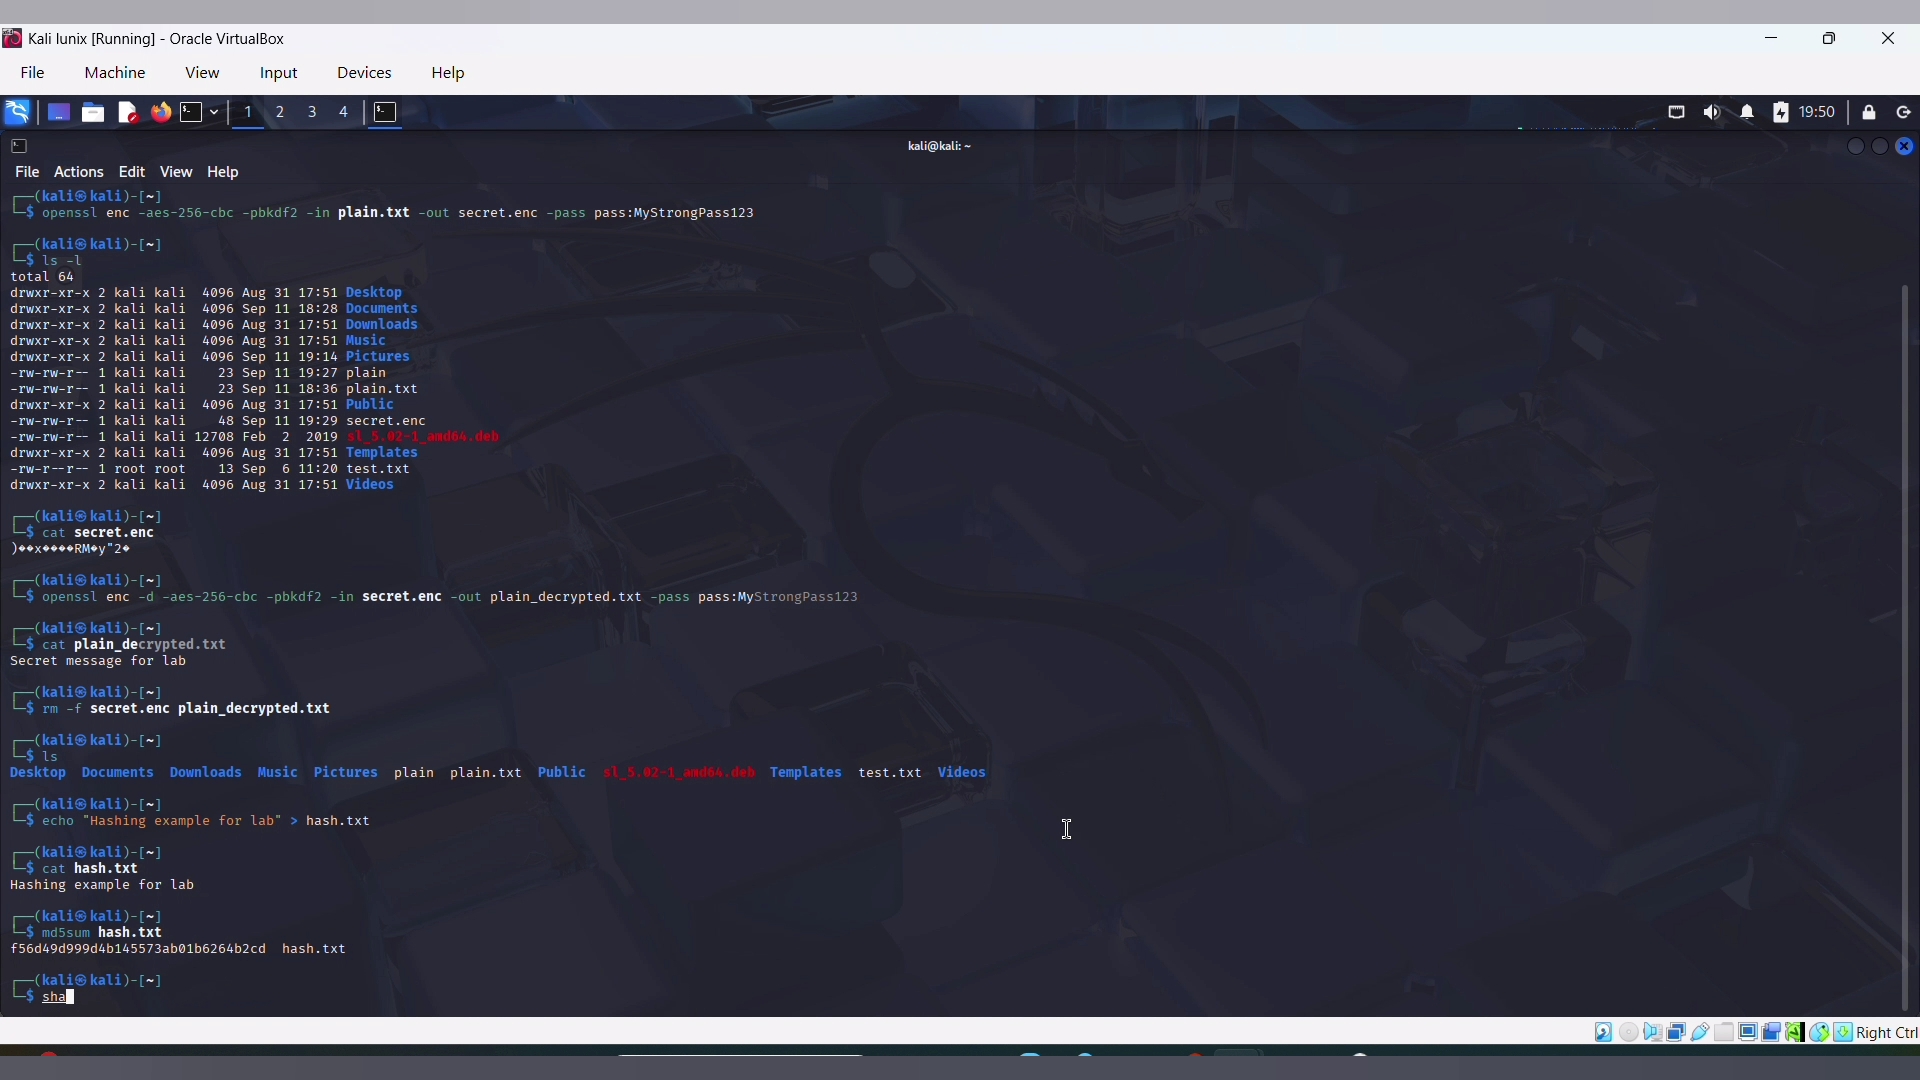 Kali lunix [Running] - Oracle VirtualBox
File Machine View Input Devices Help
1 2 3 4 19:50
kali@kali: ~
File Actions Edit View Help
┌──(kali㉿kali)-[~]
└─$ openssl enc -aes-256-cbc -pbkdf2 -in plain.txt -out secret.enc -pass pass:MyStrongPass123
┌──(kali㉿kali)-[~]
└─$ ls -l
total 64
drwxr-xr-x 2 kali kali  4096 Aug 31 17:51 Desktop
drwxr-xr-x 2 kali kali  4096 Sep 11 18:28 Documents
drwxr-xr-x 2 kali kali  4096 Aug 31 17:51 Downloads
drwxr-xr-x 2 kali kali  4096 Aug 31 17:51 Music
drwxr-xr-x 2 kali kali  4096 Sep 11 19:14 Pictures
-rw-rw-r-- 1 kali kali    23 Sep 11 19:27 plain
-rw-rw-r-- 1 kali kali    23 Sep 11 18:36 plain.txt
drwxr-xr-x 2 kali kali  4096 Aug 31 17:51 Public
-rw-rw-r-- 1 kali kali    48 Sep 11 19:29 secret.enc
-rw-rw-r-- 1 kali kali 12708 Feb  2  2019 sl_5.02-1_amd64.deb
drwxr-xr-x 2 kali kali  4096 Aug 31 17:51 Templates
-rw-r--r-- 1 root root    13 Sep  6 11:20 test.txt
drwxr-xr-x 2 kali kali  4096 Aug 31 17:51 Videos
┌──(kali㉿kali)-[~]
└─$ cat secret.enc
)��x����RM�y"2�
┌──(kali㉿kali)-[~]
└─$ openssl enc -d -aes-256-cbc -pbkdf2 -in secret.enc -out plain_decrypted.txt -pass pass:MyStrongPass123
┌──(kali㉿kali)-[~]
└─$ cat plain_decrypted.txt
Secret message for lab
┌──(kali㉿kali)-[~]
└─$ rm -f secret.enc plain_decrypted.txt
┌──(kali㉿kali)-[~]
└─$ ls
Desktop  Documents  Downloads  Music  Pictures  plain  plain.txt  Public  sl_5.02-1_amd64.deb  Templates  test.txt  Videos
┌──(kali㉿kali)-[~]
└─$ echo "Hashing example for lab" > hash.txt
┌──(kali㉿kali)-[~]
└─$ cat hash.txt
Hashing example for lab
┌──(kali㉿kali)-[~]
└─$ md5sum hash.txt
f56d49d999d4b145573ab01b6264b2cd  hash.txt
┌──(kali㉿kali)-[~]
└─$ sha
Right Ctrl